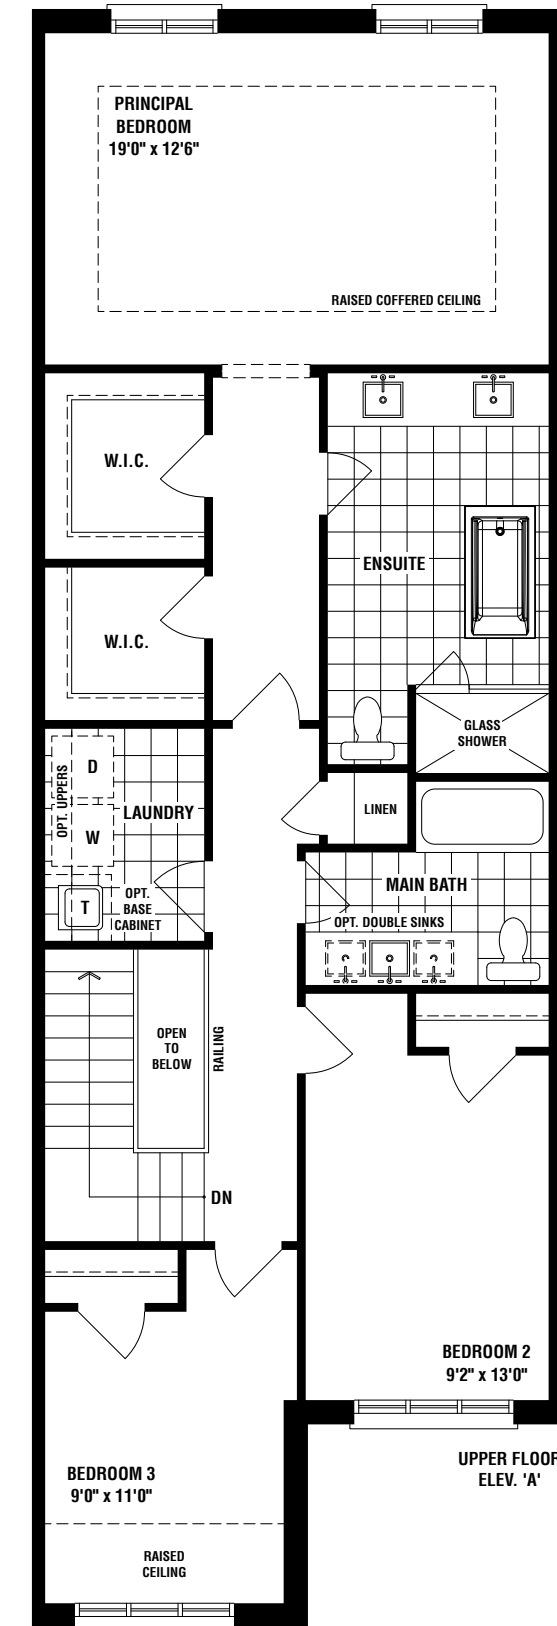 PRINCIPAL
BEDROOM
19'0" x 12'6"
RAISED COFFERED CEILING
W.I.C.
ENSUITE
W.I.C.
GLASS
SHOWER
D
OPT. UPPERS
W
LAUNDRY
LINEN
T
OPT.
BASE
CABINET
MAIN BATH
OPT. DOUBLE SINKS
OPEN
TO
BELOW
RAILING
DN
BEDROOM 2
9'2" x 13'0"
UPPER FLOOR
ELEV. 'A'
BEDROOM 3
9'0" x 11'0"
RAISED
CEILING